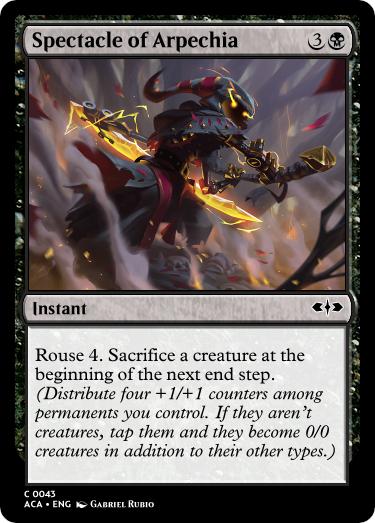 Spectacle of Arpechia 3
Instant
Rouse 4. Sacrifice a creature at the
beginning of the next end step.
(Distribute four +1/+1 counters among
permanents you control. If they aren't
creatures, tap them and they become 0/0
creatures in addition to their other types.)
C 0043
ACA • ENG Gabriel Rubio